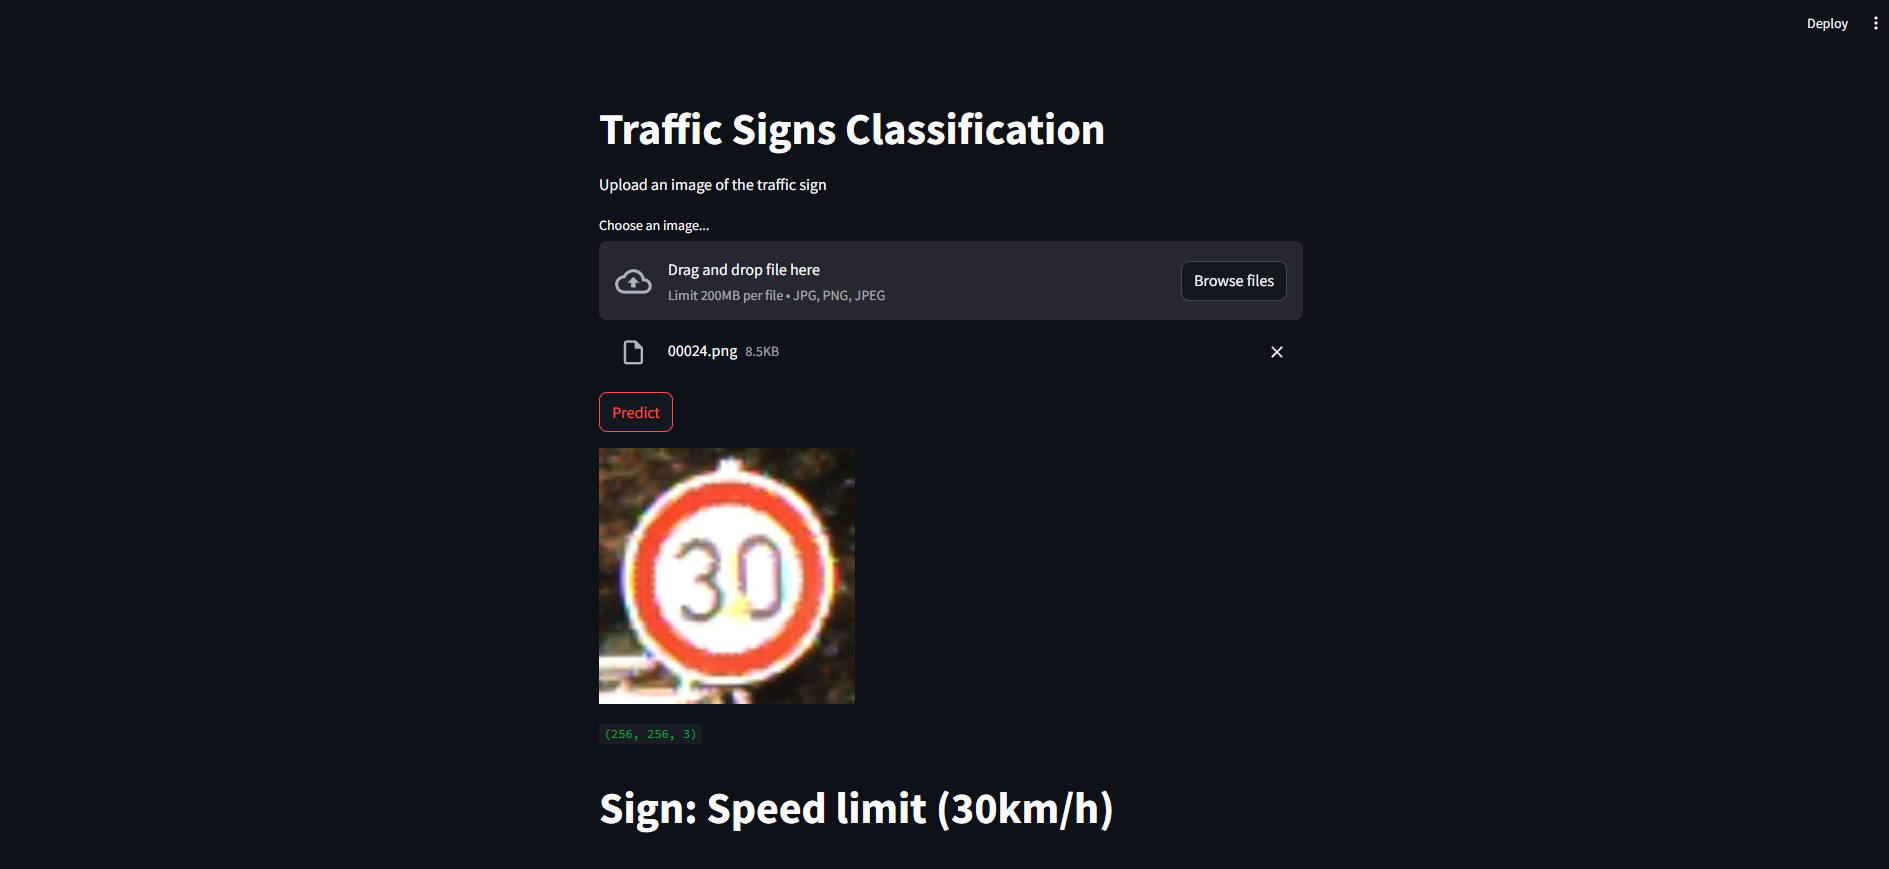 Deploy
Traffic Signs Classification
Upload an image of the traffic sign
Choose an image...
Drag and drop file here
Limit 200MB per file • JPG, PNG, JPEG
Browse files
00024.png 8.5KB
Predict
30
(256, 256, 3)
Sign: Speed limit (30km/h)